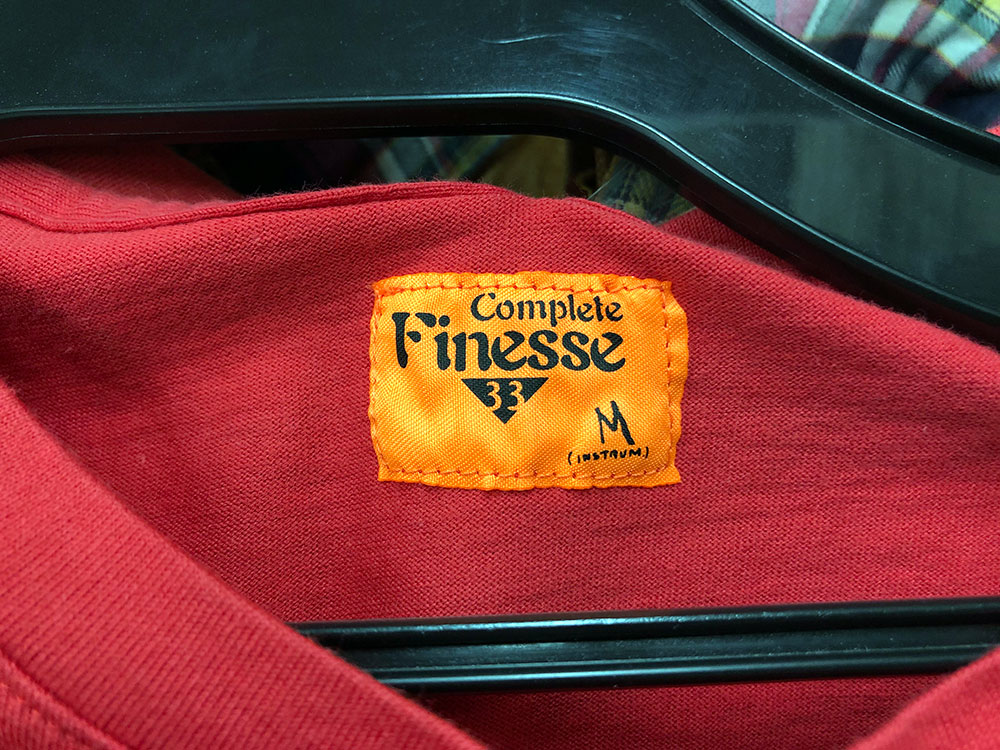 Complete
Finesse
33
M
(INSTRUM.)